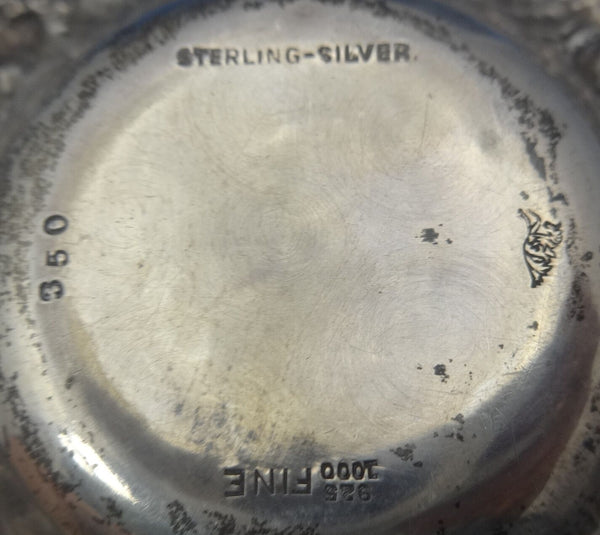 STERLING-SILVER.
350
925
1000 FINE